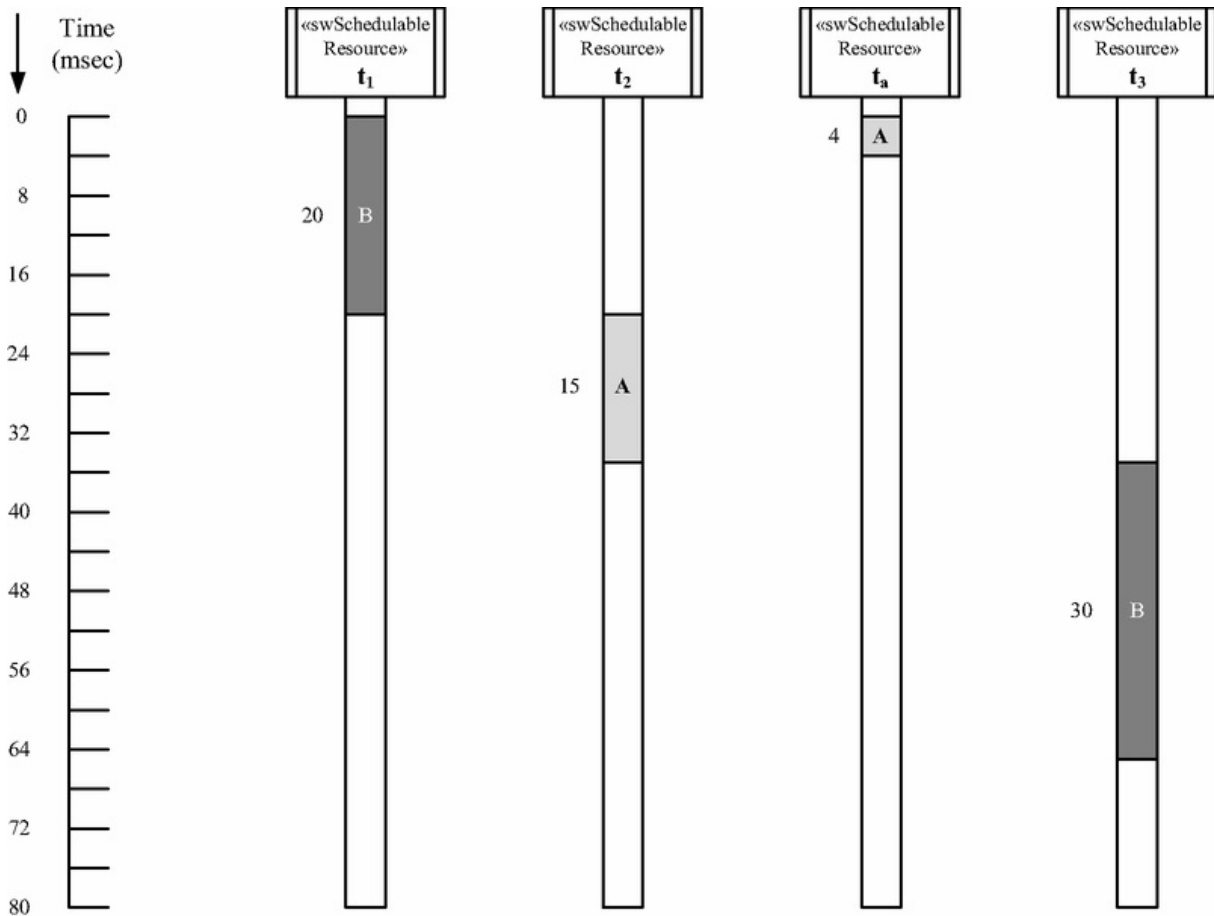 Time
(msec)
«swSchedulable
Resource»
t₁
«swSchedulable
Resource»
t₂
«swSchedulable
Resource»
tₐ
«swSchedulable
Resource»
t₃
0
4
A
8
20
B
16
24
15
A
32
40
48
30
B
56
64
72
80